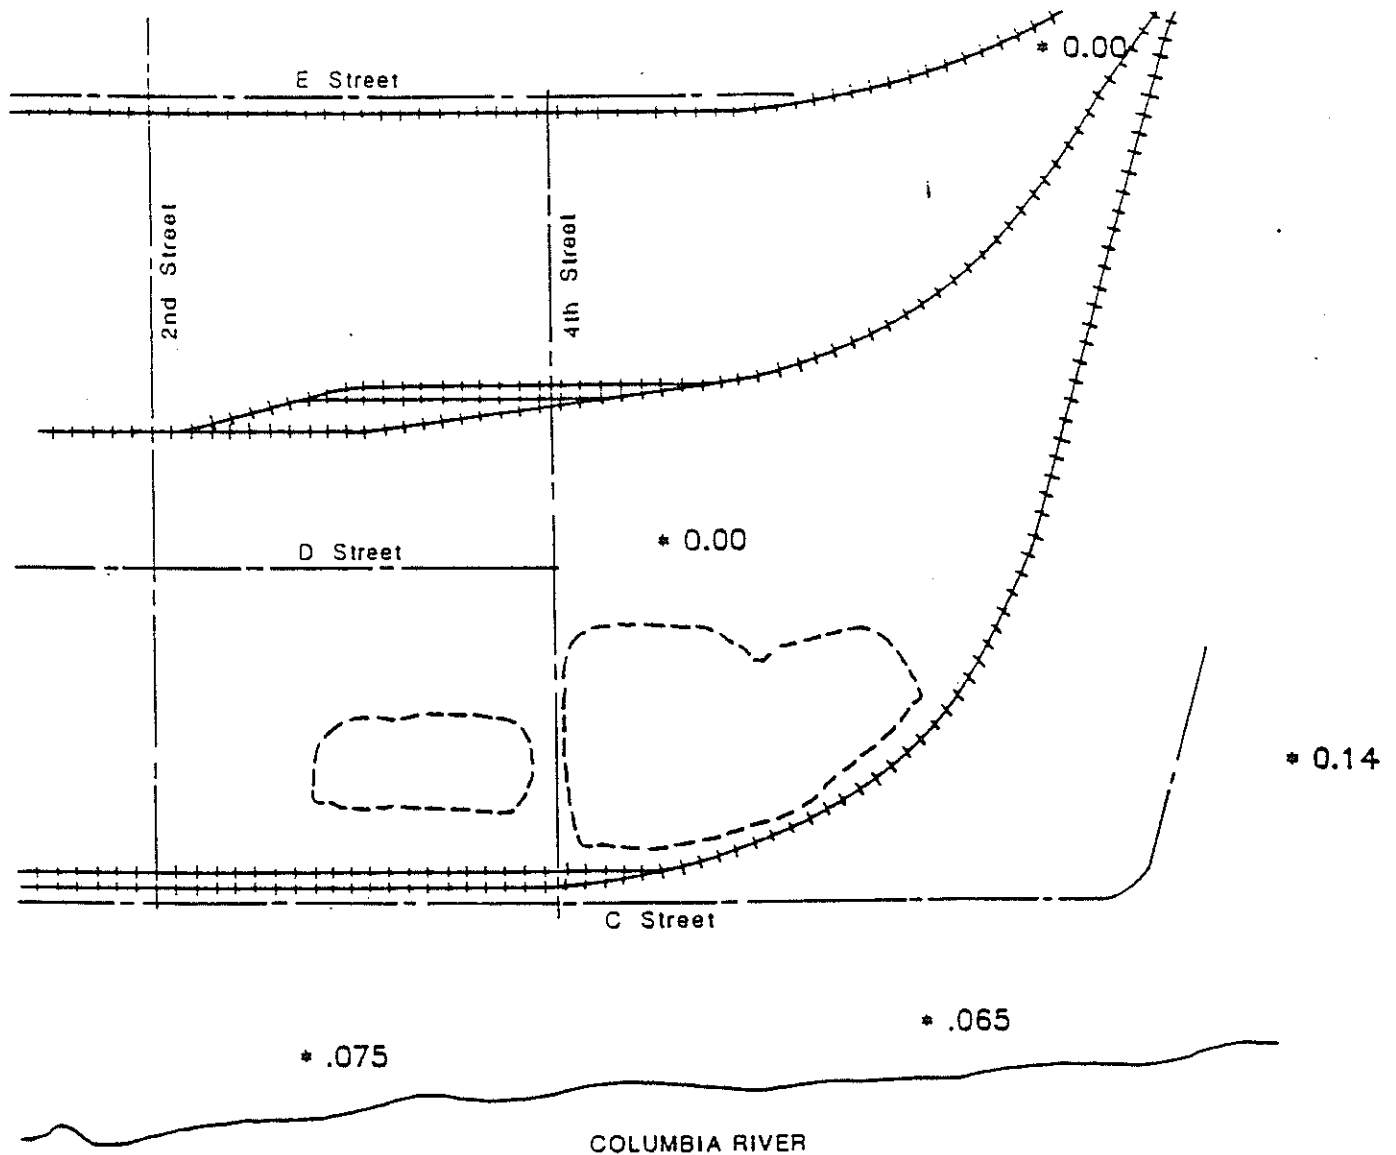 * 0.00
E Street
2nd Street
4th Street
* 0.00
D Street
* 0.14
C Street
* .065
* .075
COLUMBIA RIVER